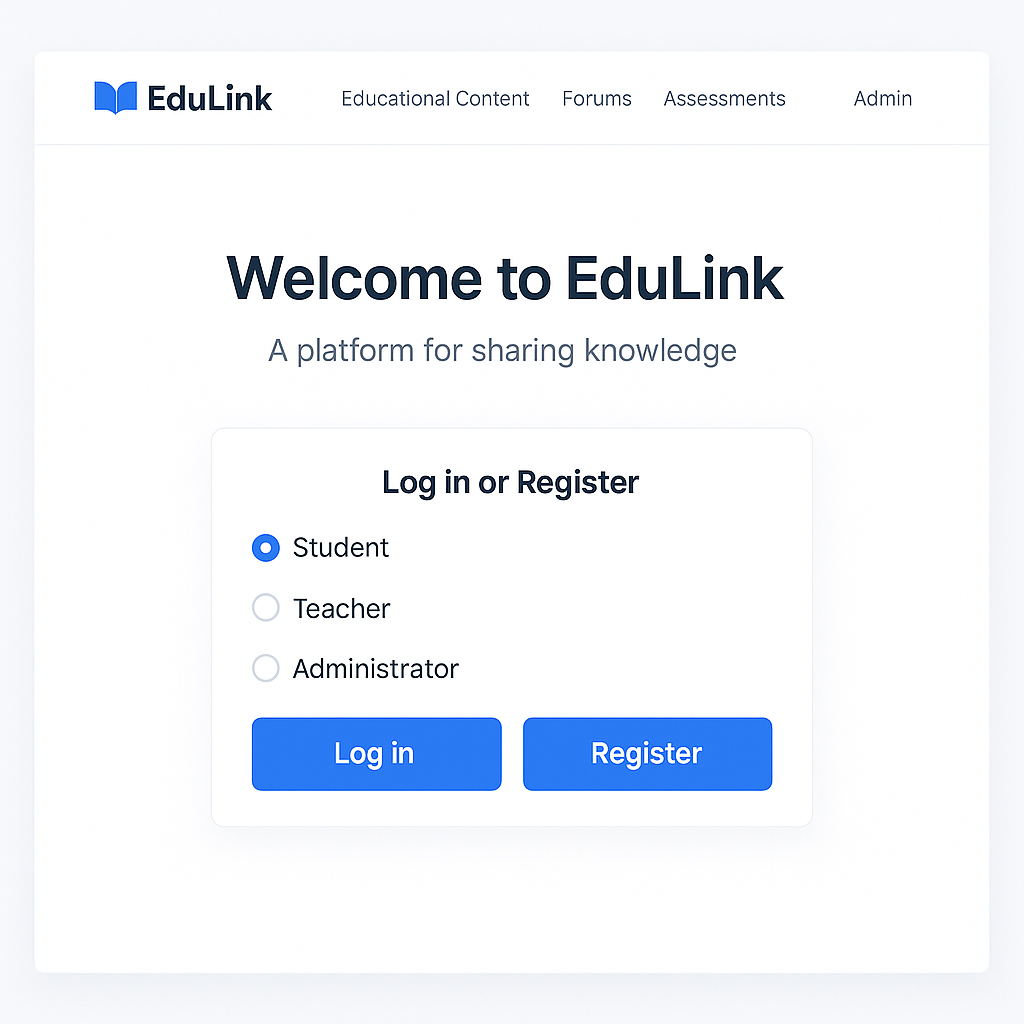 EduLink Educational Content Forums Assessments Admin
Welcome to EduLink
A platform for sharing knowledge
Log in or Register
Student
Teacher
Administrator
Log in Register